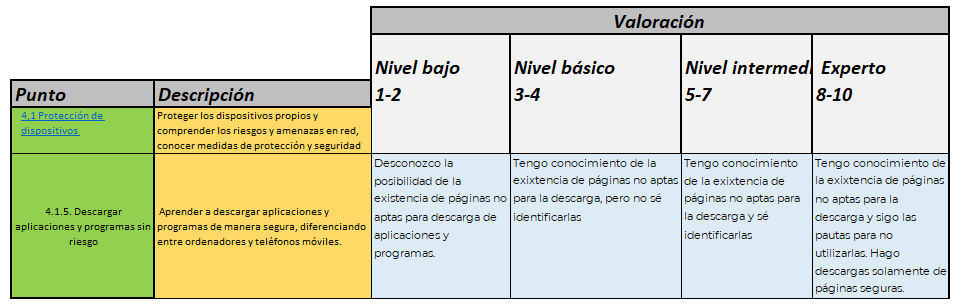 Valoración
Nivel bajo
1-2
Nivel básico
3-4
Nivel intermedi
5-7
Experto
8-10
Punto
Descripción
4,1 Protección de
dispositivos
Proteger los dispositivos propios y
comprender los riesgos y amenazas en red,
conocer medidas de protección y seguridad
4.1.5. Descargar
aplicaciones y programas sin
riesgo
Aprender a descargar aplicaciones y
programas de manera segura, diferenciando
entre ordenadores y teléfonos móviles.
Desconozco la
posibilidad de la
existencia de páginas no
aptas para descarga de
aplicaciones y
programas.
Tengo conocimiento de la
exixtencia de páginas no aptas
para la descarga, pero no sé
identificarlas
Tengo conocimiento
de la exixtencia de
páginas no aptas para
la descarga y sé
identificarlas
Tengo conocimiento de
la exixtencia de páginas
no aptas para la
descarga y sigo las
pautas para no
utilizarlas. Hago
descargas solamente de
páginas seguras.